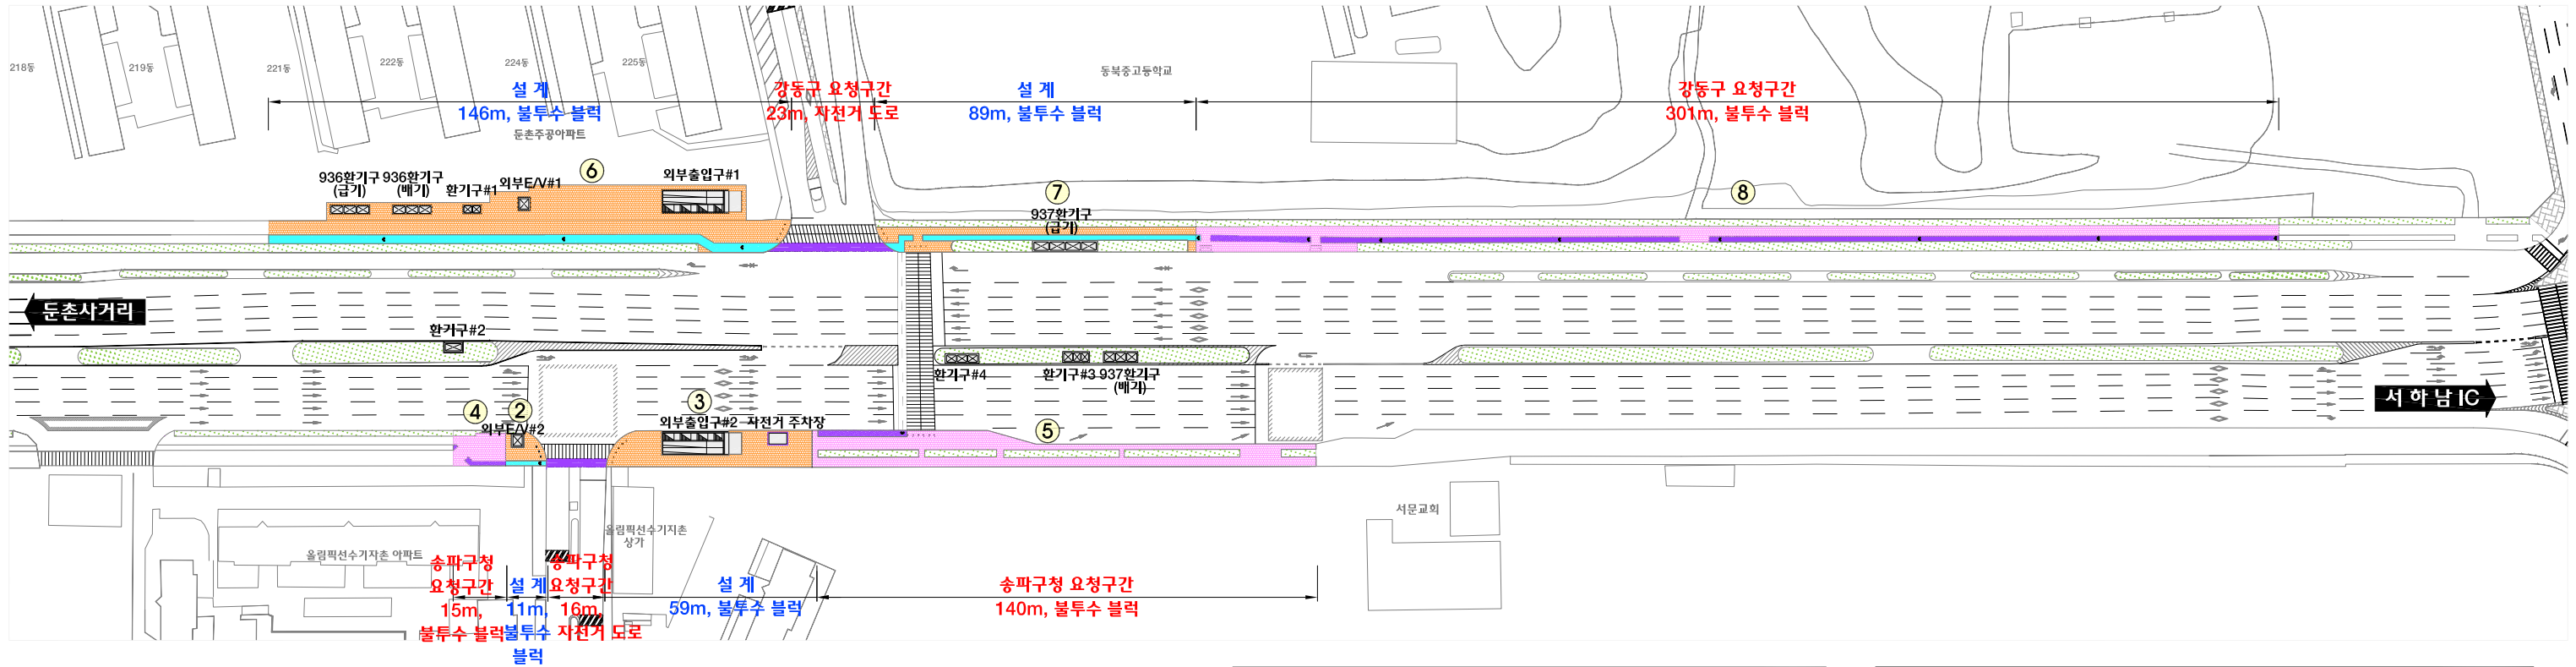 218동
219동
221동
222동
224동
225동
동북중고등학교
설 계
146m, 불투수 블럭
강동구 요청구간
23m, 자전거 도로
설 계
89m, 불투수 블럭
강동구 요청구간
301m, 불투수 블럭
둔촌주공아파트
⑥
⑦
⑧
936환기구
(급기)
936환기구
(배기)
환기구#1
외부E/V#1
외부출입구#1
937환기구
(급기)
둔촌사거리
환기구#2
환기구#4
환기구#3
937환기구
(배기)
서 하 남 IC
④
②
③
⑤
외부E/V#2
외부출입구#2
자전거 주차장
올림픽선수기자촌 아파트
올림픽선수기자촌
상가
서문교회
송파구청
요청구간
15m,
불투수 블럭
설 계
11m,
불투수
블럭
송파구청
요청구간
16m,
자전거 도로
설 계
59m, 불투수 블럭
송파구청 요청구간
140m, 불투수 블럭